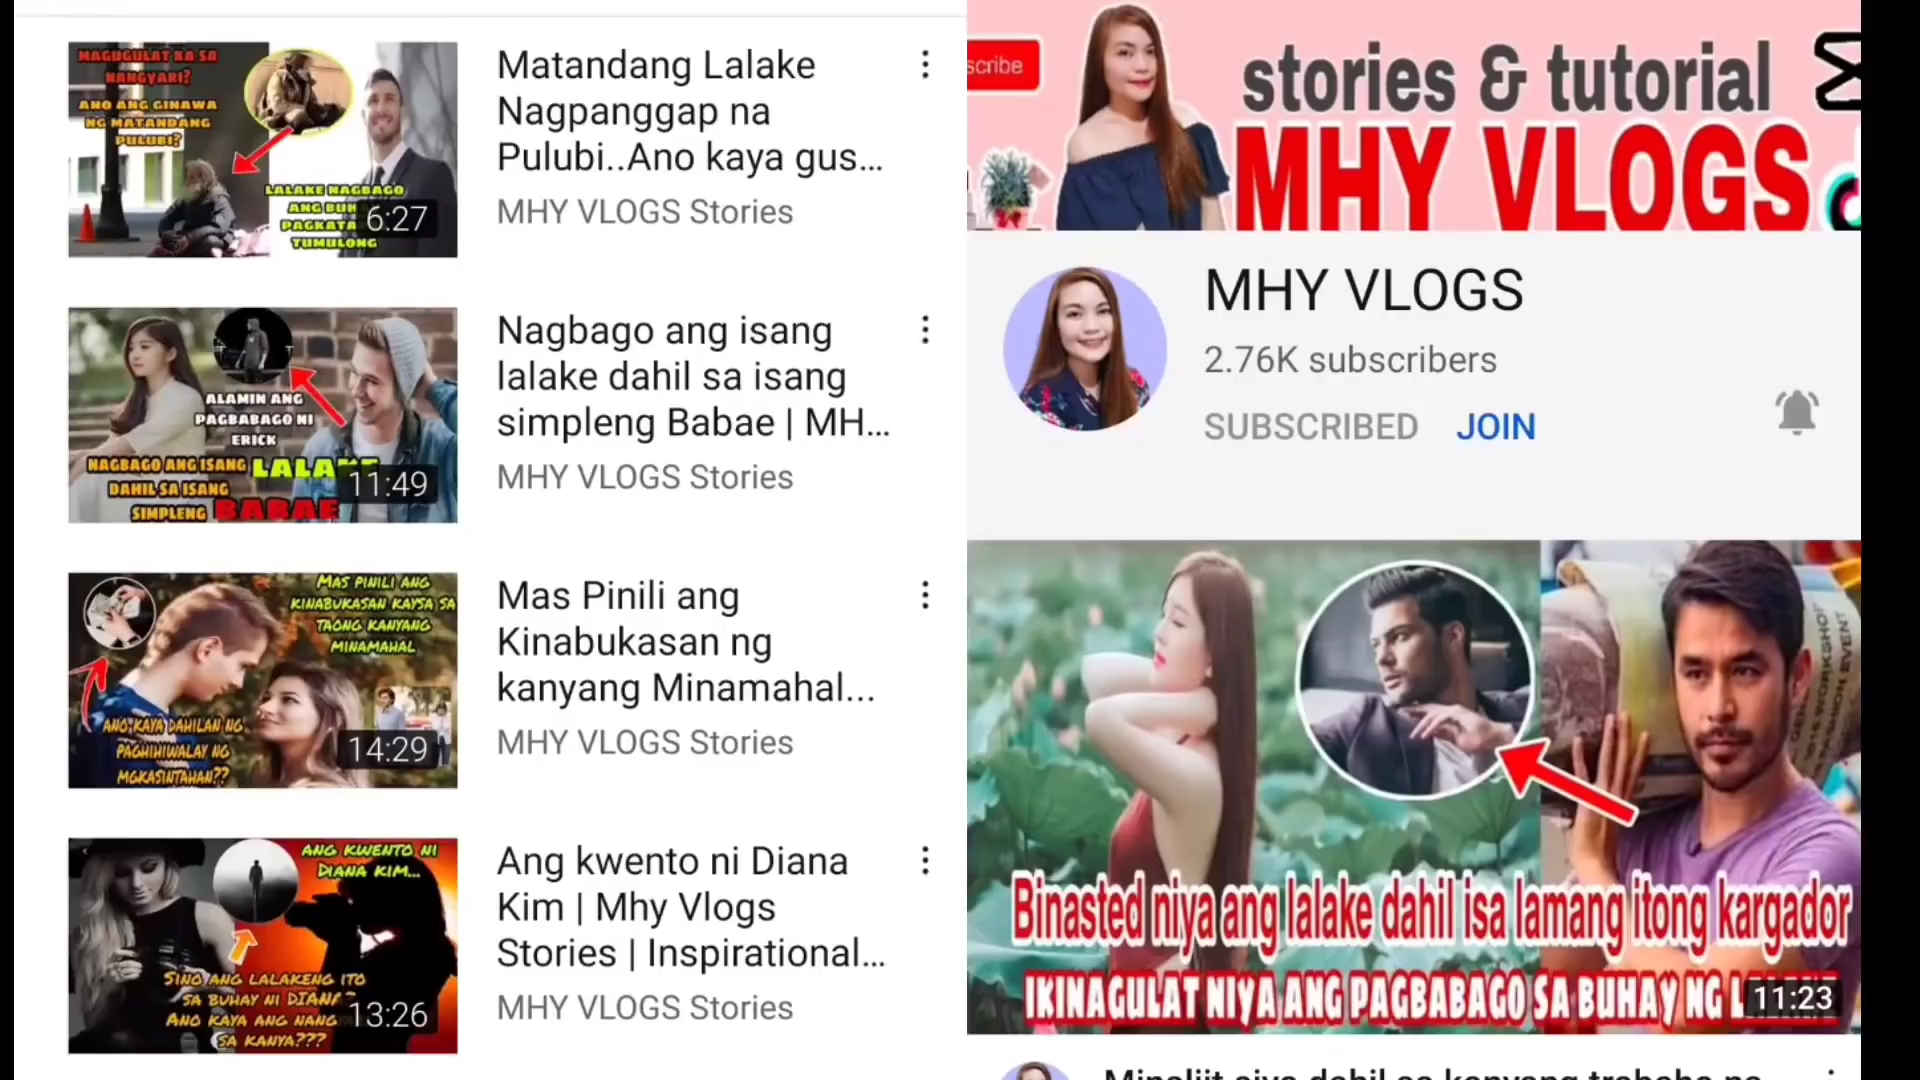 MAGUGULAT KA SA
NANGYARI?
ANO ANG GINAWA
NG MATANDANG
PULUBI?
LALAKE NAGBAGO
ANG BUH
PAGKATA
TUMULONG
6:27
Matandang Lalake
Nagpanggap na
Pulubi..Ano kaya gus...
MHY VLOGS Stories
ALAMIN ANG
PAGBABAGO NI
ERICK
NAGBAGO ANG ISANG LALAKE
DAHIL SA ISANG
SIMPLENG BABAE
11:49
Nagbago ang isang
lalake dahil sa isang
simpleng Babae | MH...
MHY VLOGS Stories
MAS PINILI ANG
KINABUKASAN KAYSA SA
TAONG KANYANG
MINAMAHAL
ANO KAYA DAHILAN NG
PAGHIHIWALAY NG
MGKASINTAHAN??
14:29
Mas Pinili ang
Kinabukasan ng
kanyang Minamahal...
MHY VLOGS Stories
ANG KWENTO NI
DIANA KIM...
SINO ANG LALAKENG ITO
SA BUHAY NI DIANA?
ANO KAYA ANG NANG
SA KANYA???
13:26
Ang kwento ni Diana
Kim | Mhy Vlogs
Stories | Inspirational...
MHY VLOGS Stories
scribe
stories & tutorial
MHY VLOGS
MHY VLOGS
2.76K subscribers
SUBSCRIBED JOIN
Binasted niya ang lalake dahil isa lamang itong kargador
IKINAGULAT NIYA ANG PAGBABAGO SA BUHAY NG L
11:23